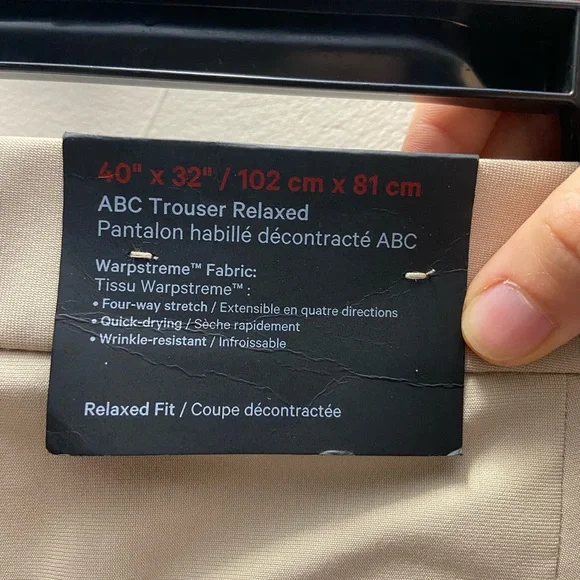 40" x 32" / 102 cm x 81 cm
ABC Trouser Relaxed
Pantalon habillé décontracté ABC
Warpstreme™ Fabric:
Tissu Warpstreme™ :
• Four-way stretch / Extensible en quatre directions
• Quick-drying / Sèche rapidement
• Wrinkle-resistant / Infroissable
Relaxed Fit / Coupe décontractée